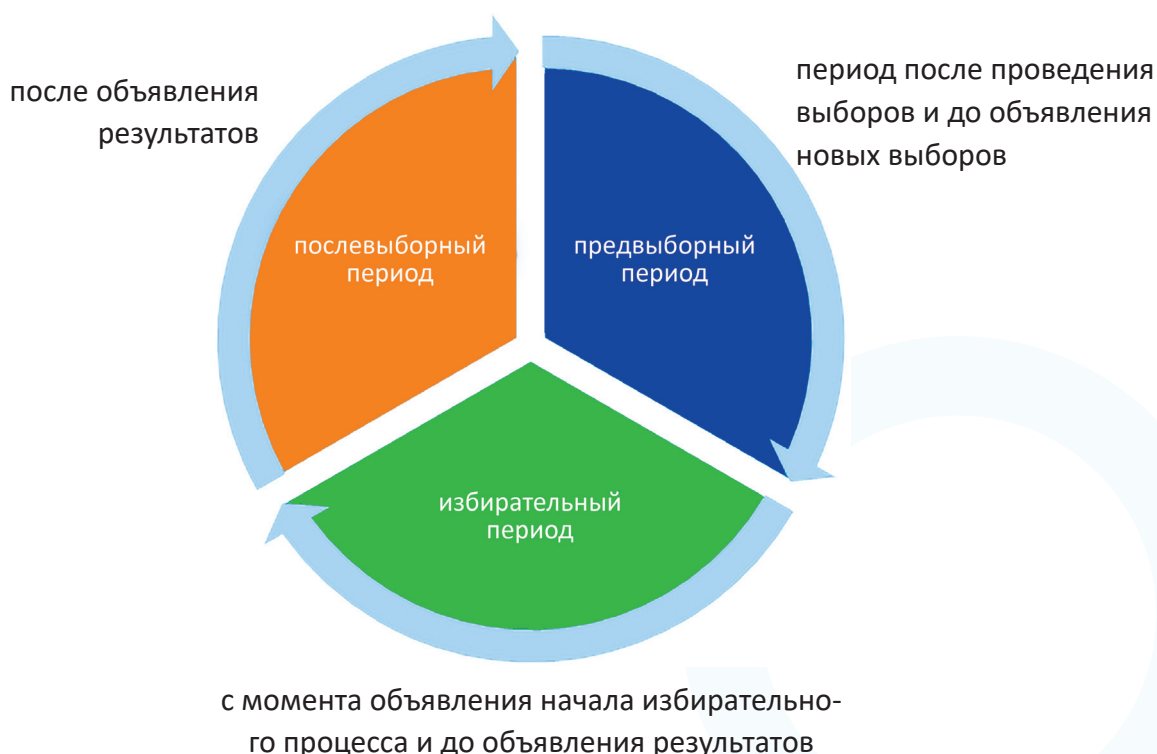 после объявления
результатов
период после проведения
выборов и до объявления
новых выборов
послевыборный
период
предвыборный
период
избирательный
период
с момента объявления начала избирательно-
го процесса и до объявления результатов